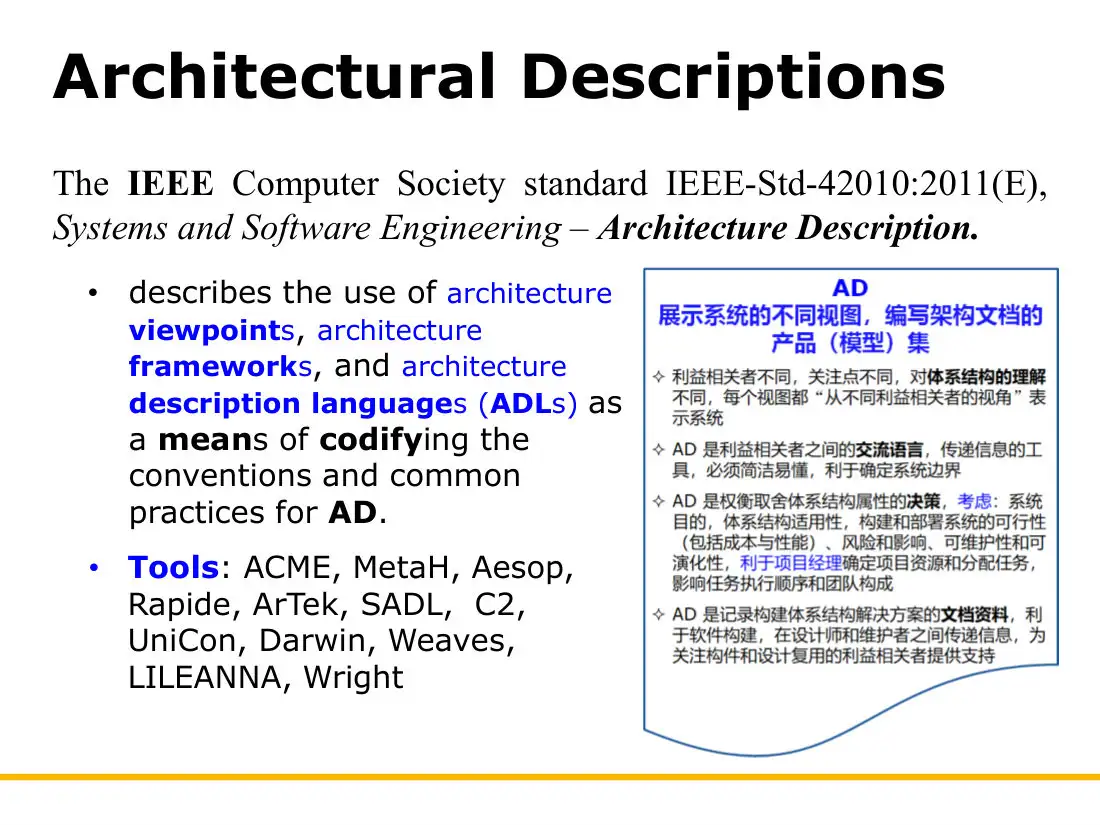 Architectural Descriptions
The IEEE Computer Society standard IEEE-Std-42010:2011(E),
Systems and Software Engineering – Architecture Description.
• describes the use of architecture
viewpoints, architecture
frameworks, and architecture
description languages (ADLs) as
a means of codifying the
conventions and common
practices for AD.
• Tools: ACME, MetaH, Aesop,
Rapide, ArTek, SADL, C2,
UniCon, Darwin, Weaves,
LILEANNA, Wright
AD
展示系统的不同视图，编写架构文档的
产品（模型）集
✧ 利益相关者不同，关注点不同，对体系结构的理解
不同，每个视图都“从不同利益相关者的视角”表
示系统
✧ AD 是利益相关者之间的交流语言，传递信息的工
具，必须简洁易懂，利于确定系统边界
✧ AD 是权衡取舍体系结构属性的决策，考虑：系统
目的，体系结构适用性，构建和部署系统的可行性
（包括成本与性能）、风险和影响、可维护性和可
演化性，利于项目经理确定项目资源和分配任务，
影响任务执行顺序和团队构成
✧ AD 是记录构建体系结构解决方案的文档资料，利
于软件构建，在设计师和维护者之间传递信息，为
关注构件和设计复用的利益相关者提供支持